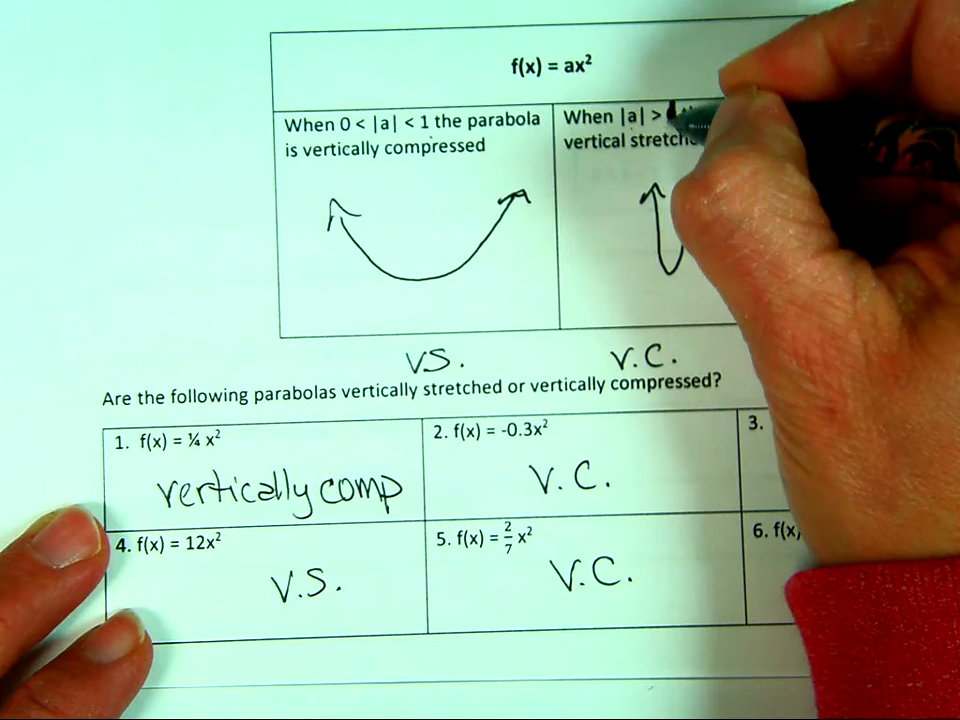 f(x) = ax²
When 0 < |a| < 1 the parabola
is vertically compressed
When |a| >
vertical
VS.
V.C.
Are the following parabolas vertically stretched or vertically compressed?
1. f(x) = ¼ x²
vertically comp
2. f(x) = -0.3x²
V.C.
3.
4. f(x) = 12x²
V.S.
5. f(x) = 2/7 x²
V.C.
6. f(x,